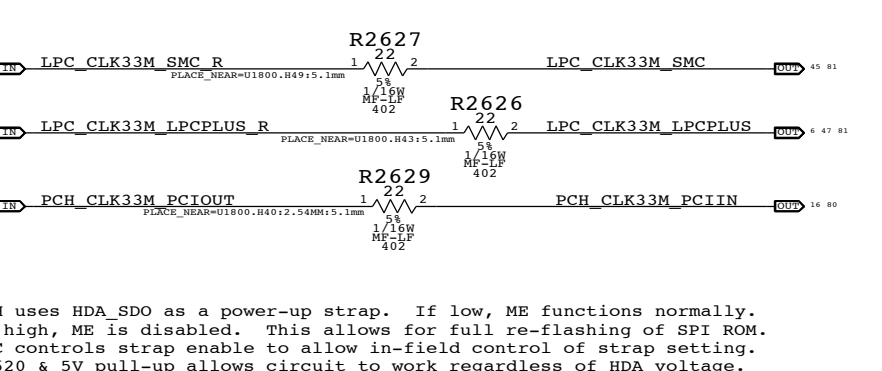 R2627
IN LPC_CLK33M_SMC_R 1 22 2 LPC_CLK33M_SMC OUT 45 81
PLACE_NEAR=U1800.H49:5.1mm
5%
1/16W
MF-LF
402
R2626
IN LPC_CLK33M_LPCPLUS_R 1 22 2 LPC_CLK33M_LPCPLUS OUT 6 47 81
PLACE_NEAR=U1800.H43:5.1mm
5%
1/16W
MF-LF
402
R2629
IN PCH_CLK33M_PCIOUT 1 22 2 PCH_CLK33M_PCIIN OUT 16 80
PLACE_NEAR=U1800.H40:2.54MM:5.1mm
5%
1/16W
MF-LF
402
uses HDA_SDO as a power-up strap. If low, ME functions normally.
high, ME is disabled. This allows for full re-flashing of SPI ROM.
controls strap enable to allow in-field control of strap setting.
520 & 5V pull-up allows circuit to work regardless of HDA voltage.